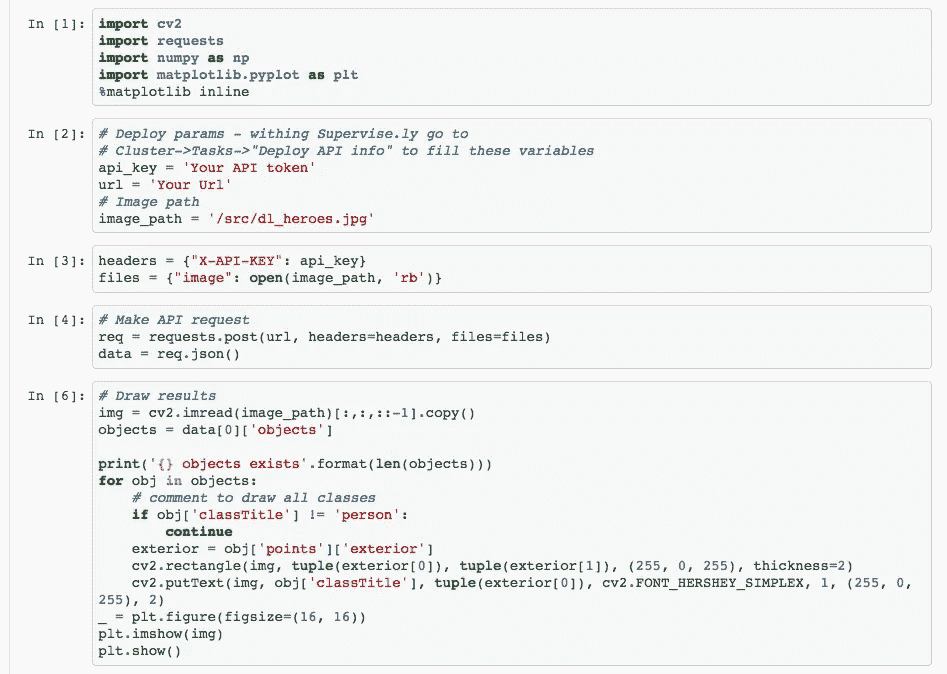 In [1]: import cv2
import requests
import numpy as np
import matplotlib.pyplot as plt
%matplotlib inline
In [2]: # Deploy params - withing Supervise.ly go to
# Cluster->Tasks->"Deploy API info" to fill these variables
api_key = 'Your API token'
url = 'Your Url'
# Image path
image_path = '/src/dl_heroes.jpg'
In [3]: headers = {"X-API-KEY": api_key}
files = {"image": open(image_path, 'rb')}
In [4]: # Make API request
req = requests.post(url, headers=headers, files=files)
data = req.json()
In [6]: # Draw results
img = cv2.imread(image_path)[:,:,::-1].copy()
objects = data[0]['objects']
print('{} objects exists'.format(len(objects)))
for obj in objects:
    # comment to draw all classes
    if obj['classTitle'] != 'person':
        continue
    exterior = obj['points']['exterior']
    cv2.rectangle(img, tuple(exterior[0]), tuple(exterior[1]), (255, 0, 255), thickness=2)
    cv2.putText(img, obj['classTitle'], tuple(exterior[0]), cv2.FONT_HERSHEY_SIMPLEX, 1, (255, 0,
255), 2)
_ = plt.figure(figsize=(16, 16))
plt.imshow(img)
plt.show()